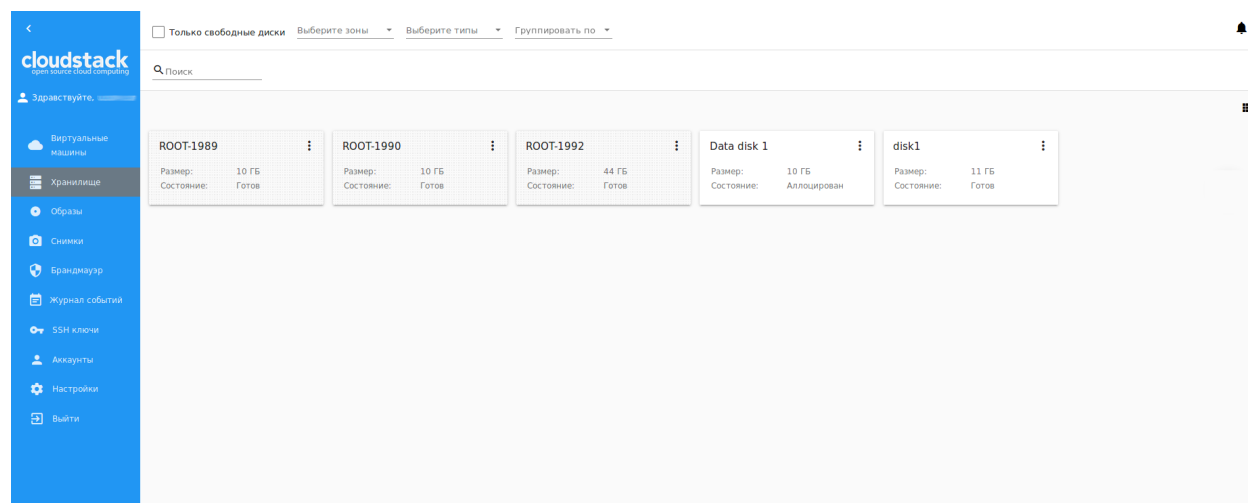 Только свободные диски Выберите зоны Выберите типы Группировать по
cloudstack
open source cloud computing
Поиск
Здравствуйте,
Виртуальные
машины
Хранилище
Образы
Снимки
Брандмауэр
Журнал событий
SSH ключи
Аккаунты
Настройки
Выйти
ROOT-1989
Размер: 10 ГБ
Состояние: Готов
ROOT-1990
Размер: 10 ГБ
Состояние: Готов
ROOT-1992
Размер: 44 ГБ
Состояние: Готов
Data disk 1
Размер: 10 ГБ
Состояние: Аллоцирован
disk1
Размер: 11 ГБ
Состояние: Готов